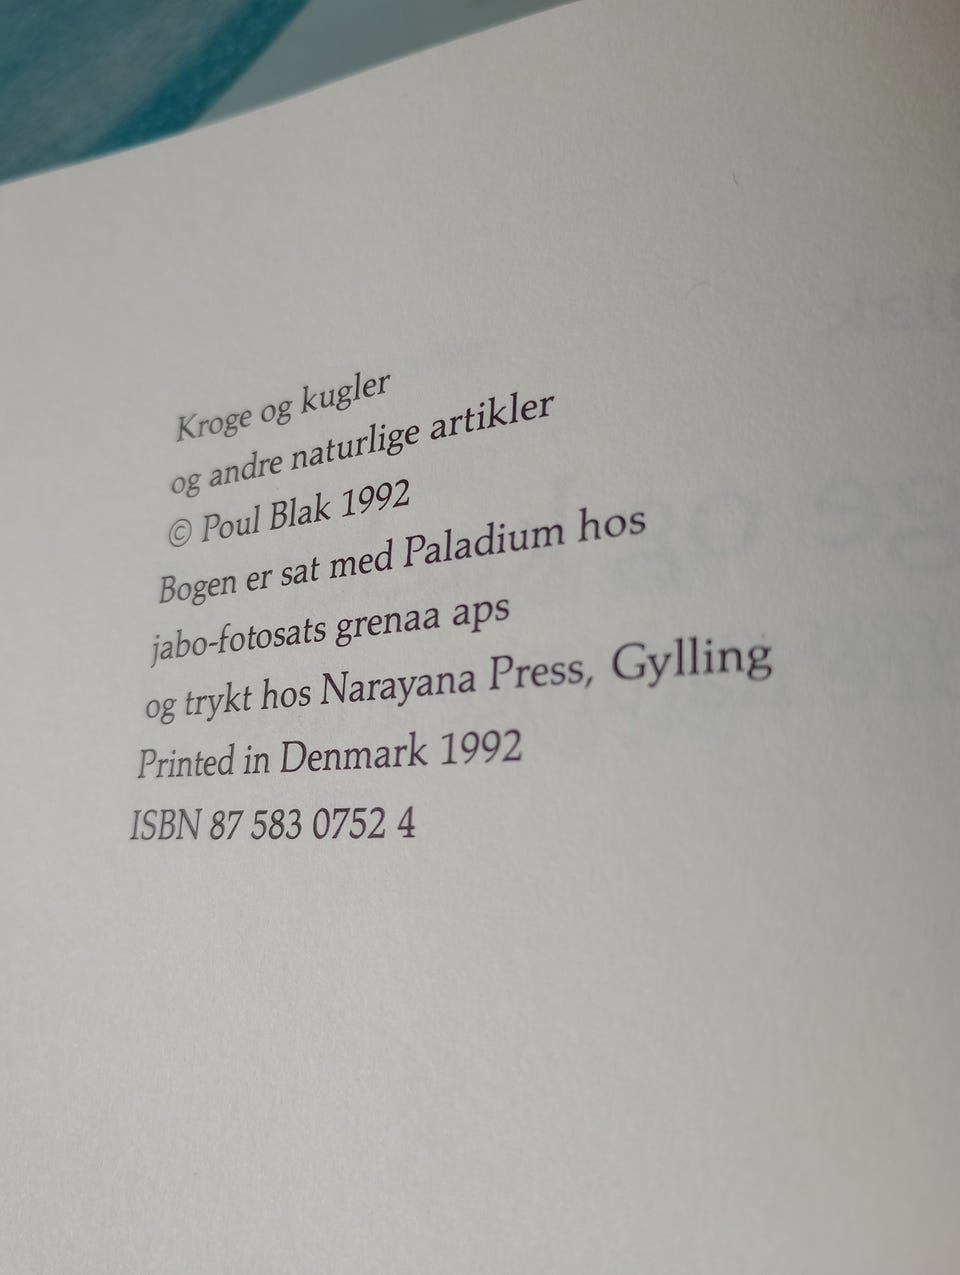 Kroge og kugler
og andre naturlige artikler
© Poul Blak 1992
Bogen er sat med Paladium hos
jabo-fotosats grenaa aps
og trykt hos Narayana Press, Gylling
Printed in Denmark 1992
ISBN 87 583 0752 4